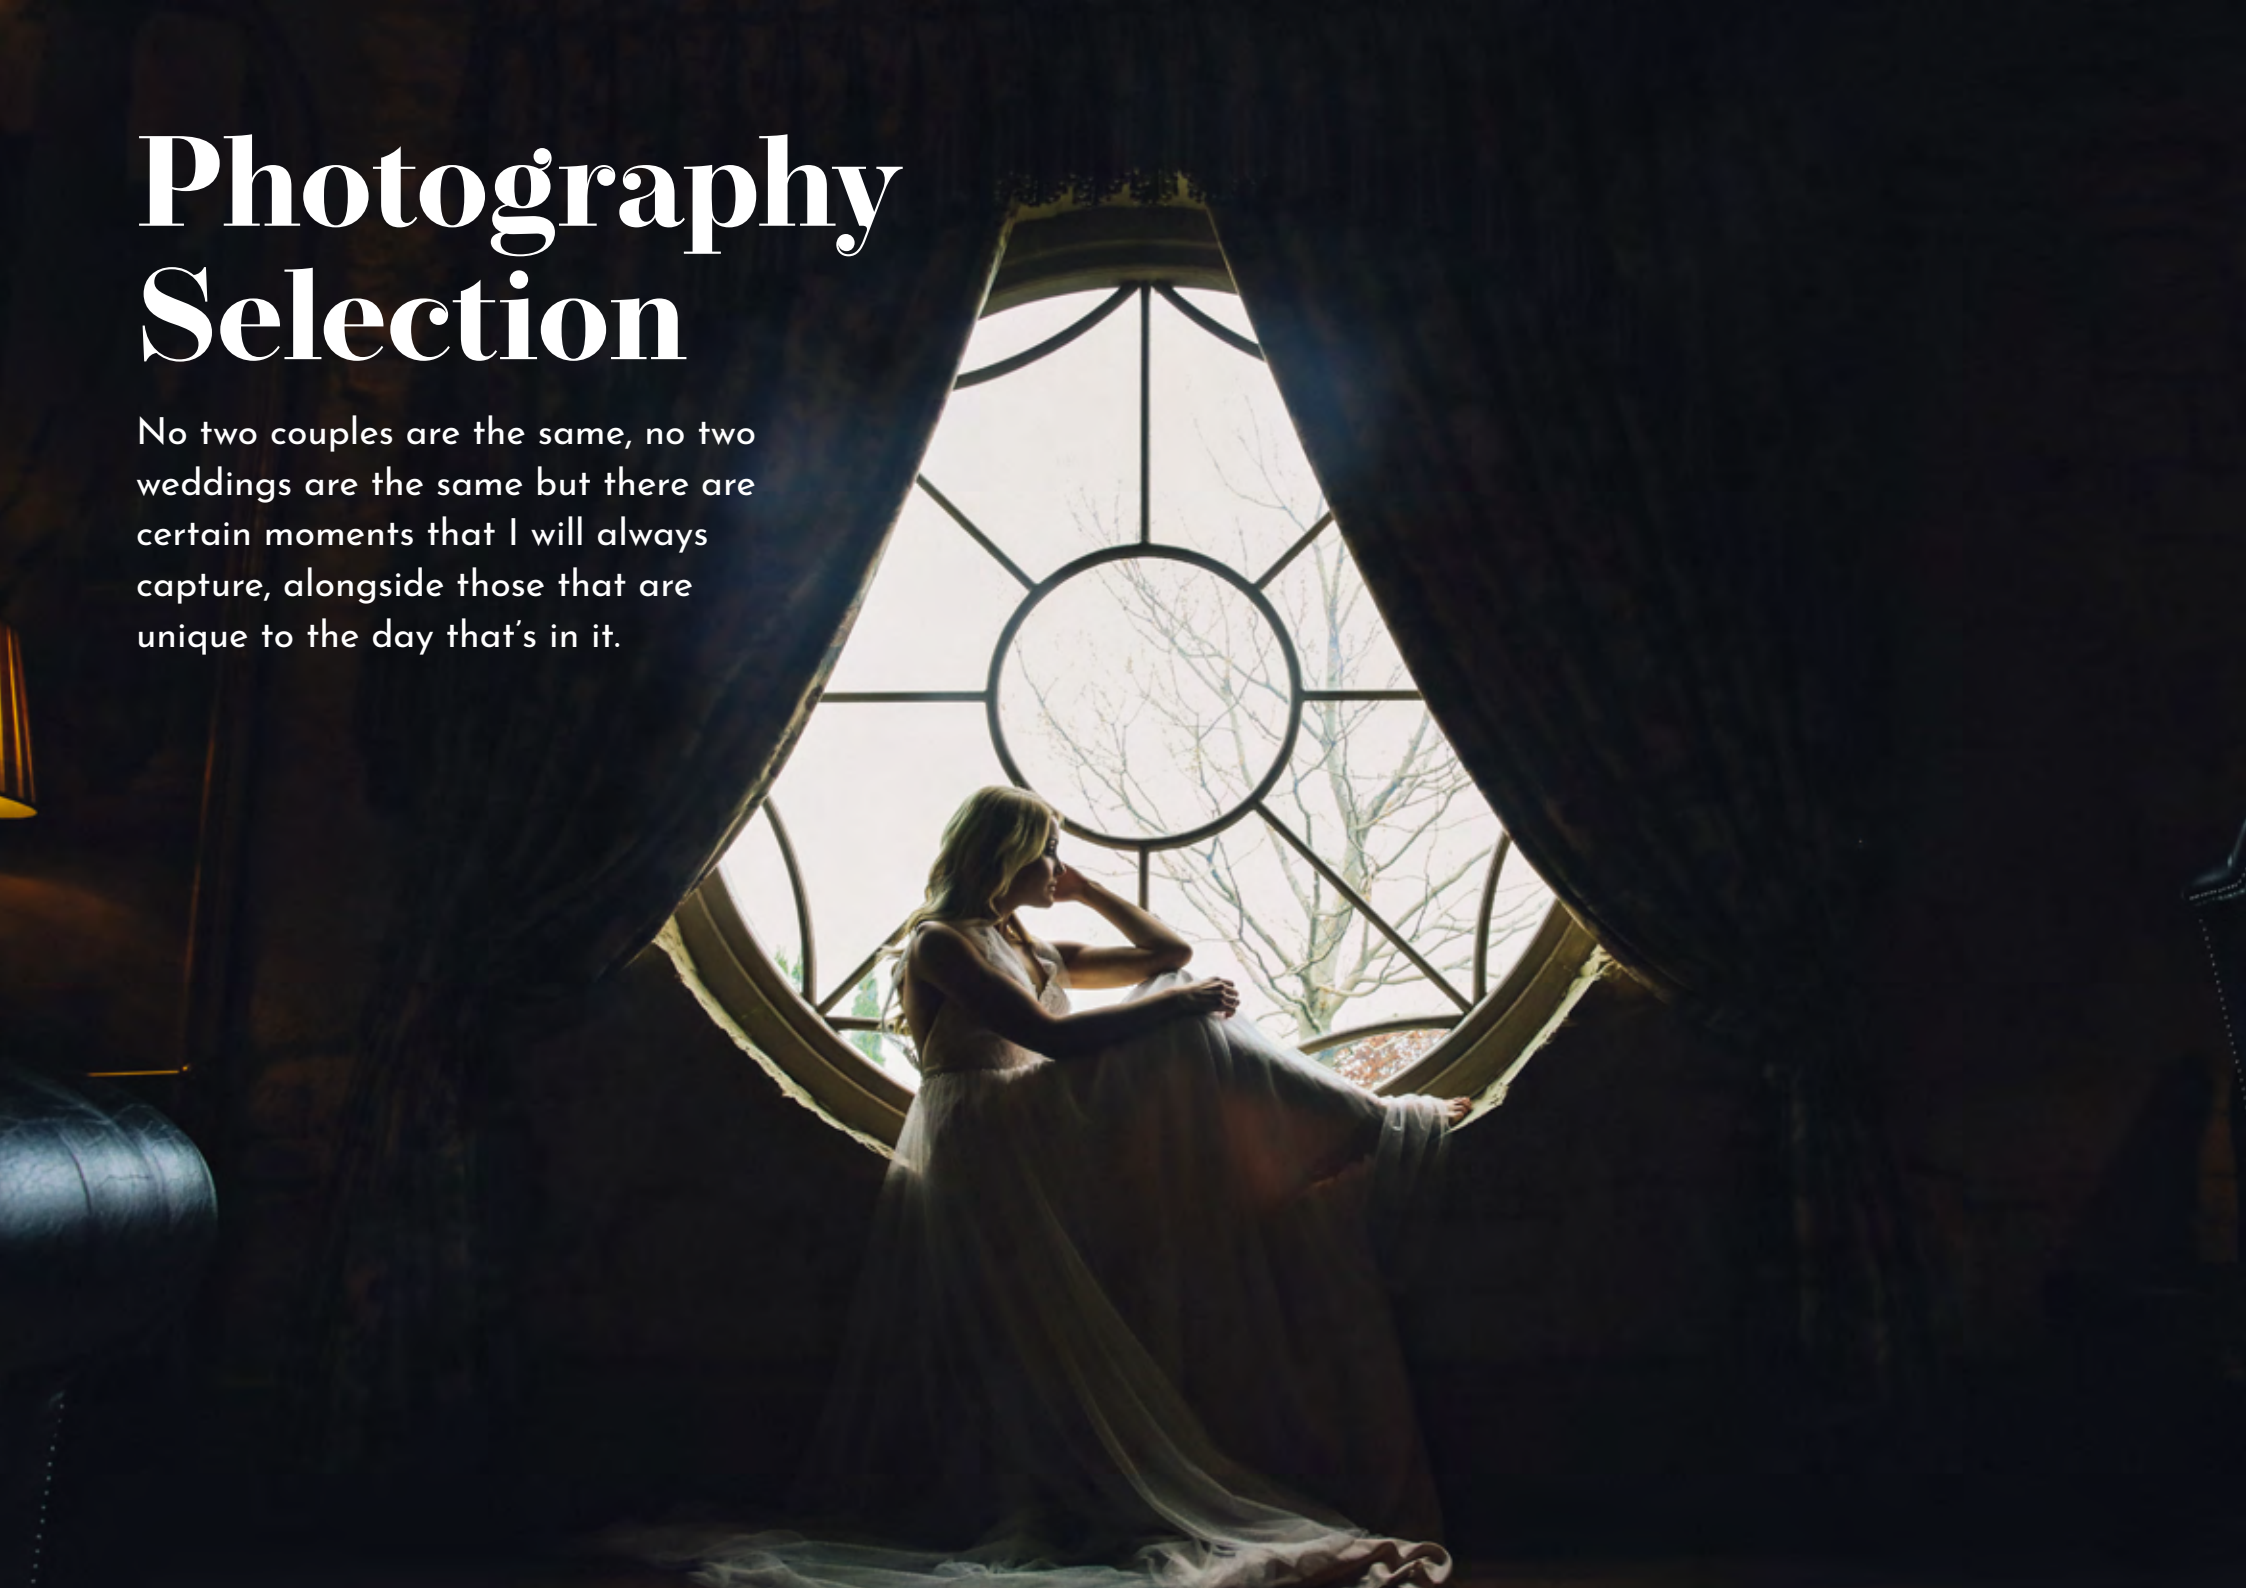 Photography
Selection
No two couples are the same, no two
weddings are the same but there are
certain moments that I will always
capture, alongside those that are
unique to the day that’s in it.